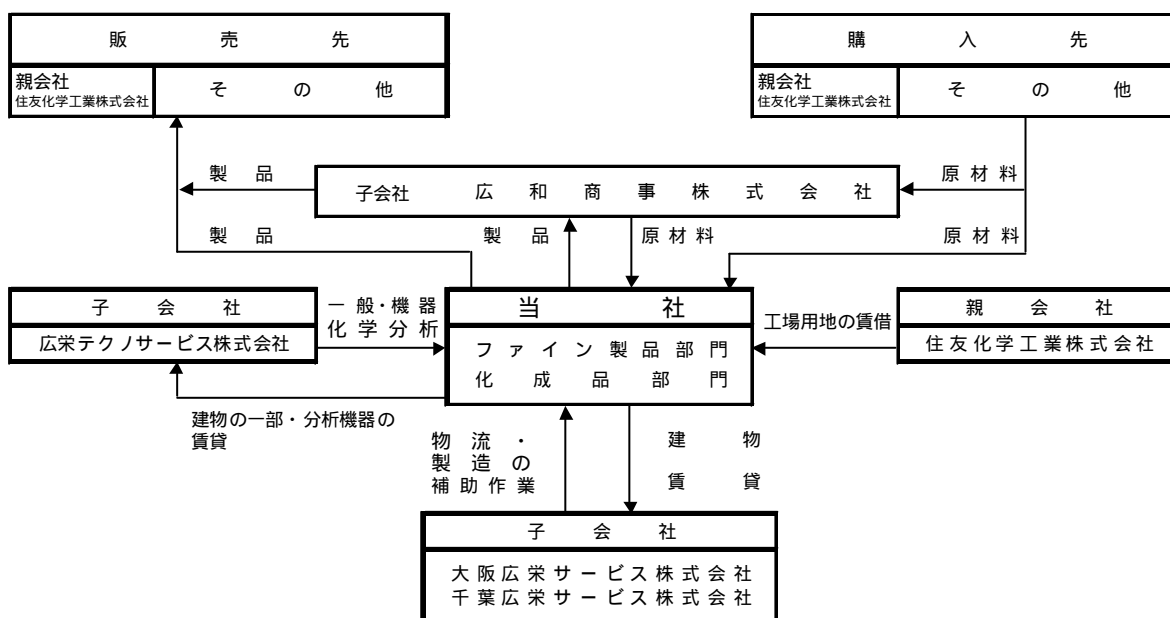 販売先
親会社
住友化学工業株式会社
その他
購入先
親会社
住友化学工業株式会社
その他
製品
子会社 広和商事株式会社
原材料
製品
製品
原材料
原材料
子会社
広栄テクノサービス株式会社
一般・機器
化学分析
当社
ファイン製品部門
化成品部門
工場用地の賃借
親会社
住友化学工業株式会社
建物の一部・分析機器の
賃貸
物流・
製造の
補助作業
建物
賃貸
子会社
大阪広栄サービス株式会社
千葉広栄サービス株式会社